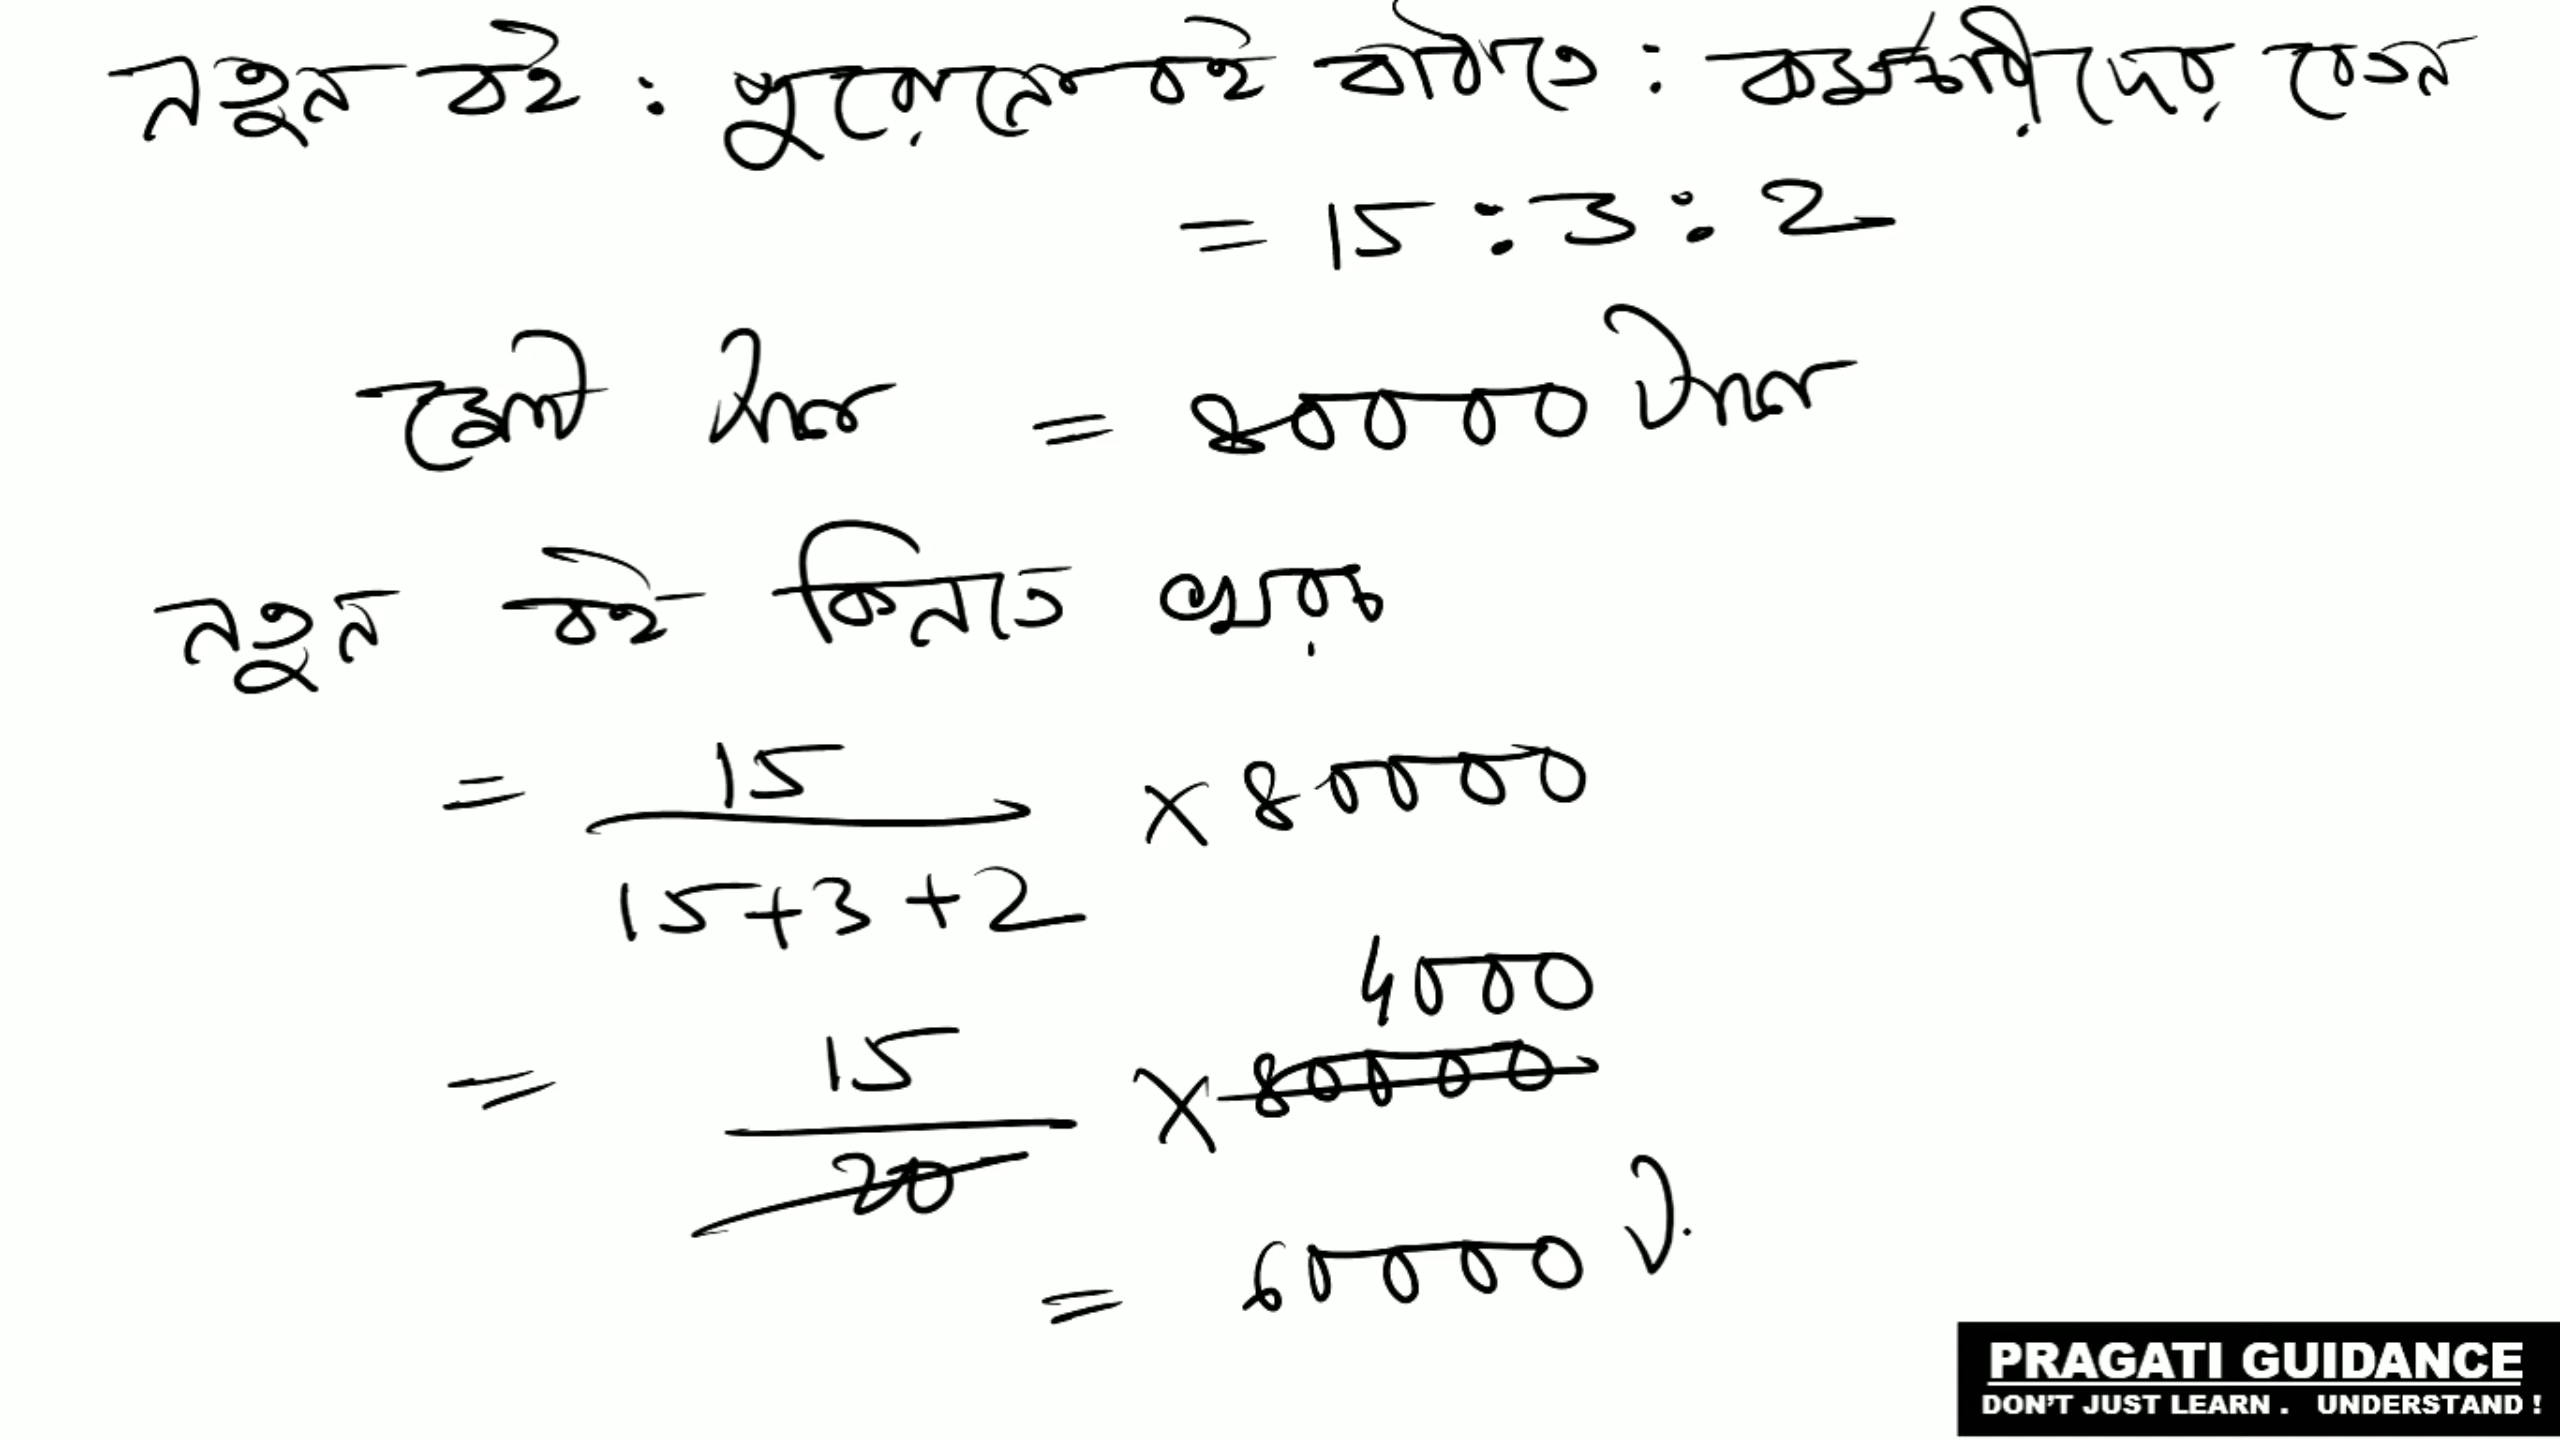 নতুন বই : পুরোনো বই বাঁধাতে : কর্মচারীদের বেতন
= 15 : 3 : 2
মোট টাকা = 80000 টাকা
নতুন বই কিনতে খরচ
= 15 / 15+3+2 × 80000
4000
= 15 / 20 × 80000
= 60000 ট.
PRAGATI GUIDANCE
DON'T JUST LEARN . UNDERSTAND !